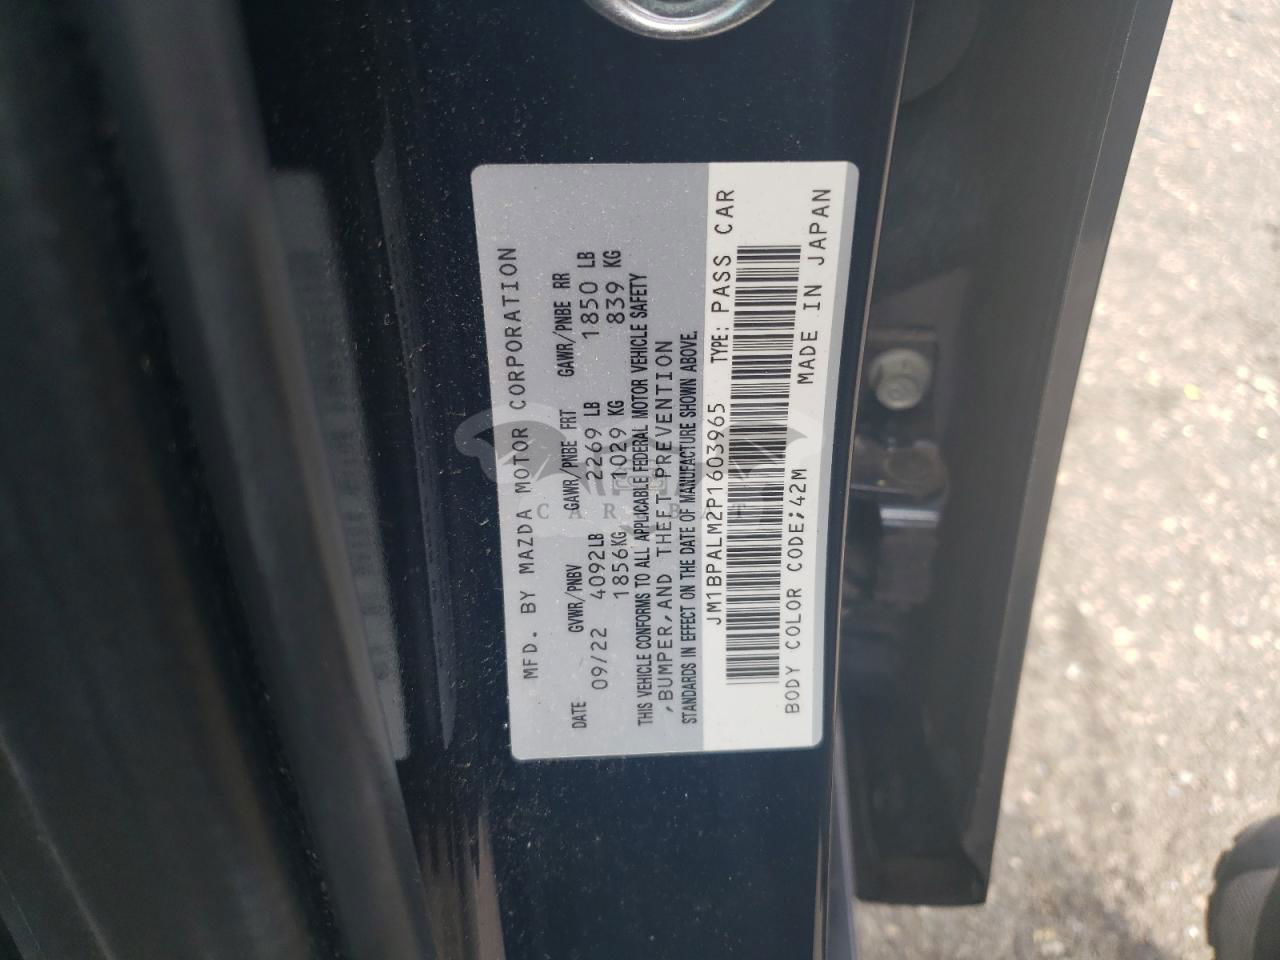 MFD. BY MAZDA MOTOR CORPORATION
DATE GVWR/PNBV GAWR/PNBE FRT GAWR/PNBE RR
09/22 4092LB 2269 LB 1850 LB
1856KG 1029 KG 839 KG
THIS VEHICLE CONFORMS TO ALL APPLICABLE FEDERAL MOTOR VEHICLE SAFETY
,BUMPER,AND THEFT PREVENTION
STANDARDS IN EFFECT ON THE DATE OF MANUFACTURE SHOWN ABOVE.
JM1BPALM2P1603965 TYPE: PASS CAR
BODY COLOR CODE;42M MADE IN JAPAN